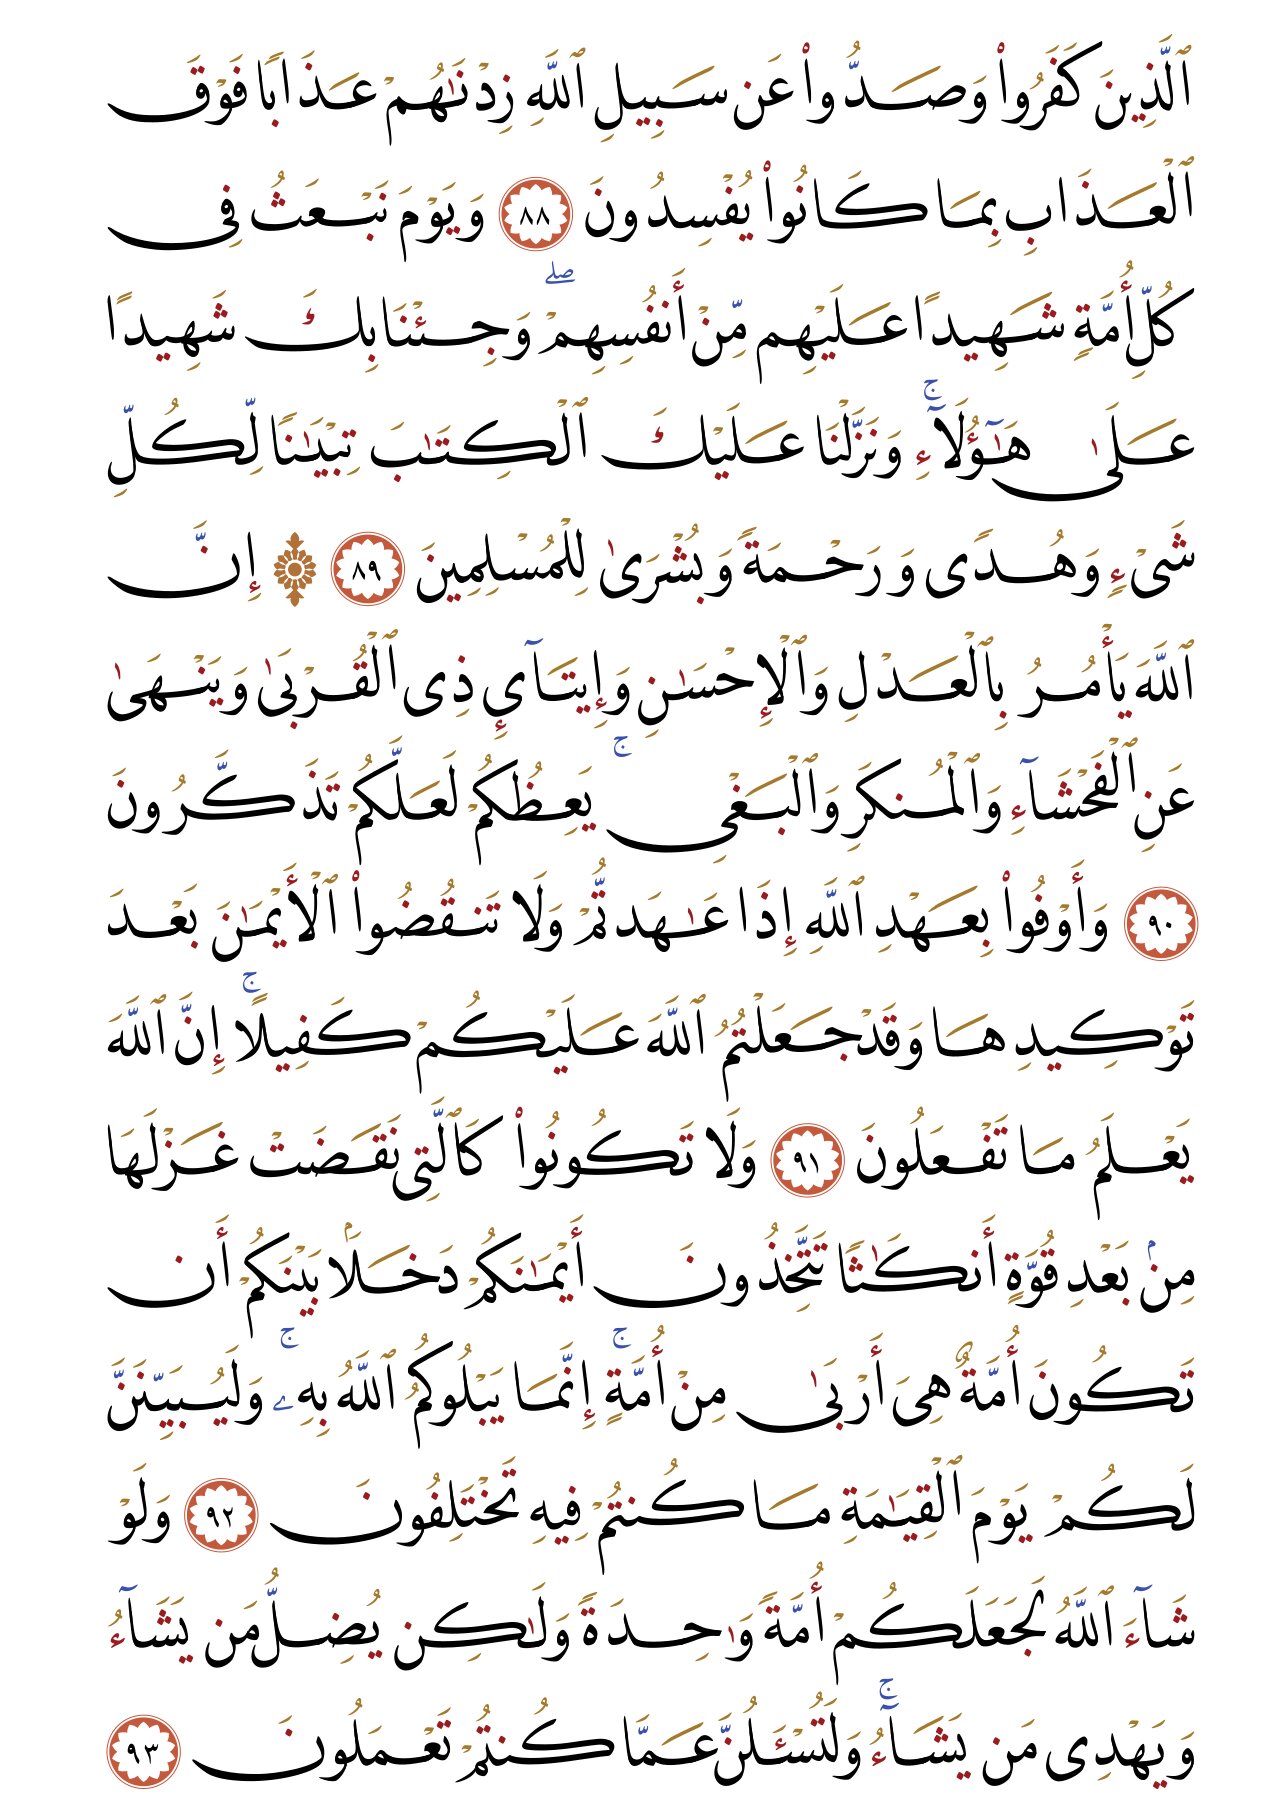 ٱلَّذِينَ كَفَرُوا۟ وَصَدُّوا۟ عَن سَبِيلِ ٱللَّهِ زِدْنَـٰهُمْ عَذَابًا فَوْقَ
ٱلْعَذَابِ بِمَا كَانُوا۟ يُفْسِدُونَ ٨٨ وَيَوْمَ نَبْعَثُ فِى
كُلِّ أُمَّةٍ شَهِيدًا عَلَيْهِم مِّنْ أَنفُسِهِمْ ۖ وَجِئْنَا بِكَ شَهِيدًا
عَلَىٰ هَـٰٓؤُلَآءِ ۚ وَنَزَّلْنَا عَلَيْكَ ٱلْكِتَـٰبَ تِبْيَـٰنًا لِّكُلِّ
شَىْءٍ وَهُدًى وَرَحْمَةً وَبُشْرَىٰ لِلْمُسْلِمِينَ ٨٩ ۞ إِنَّ
ٱللَّهَ يَأْمُرُ بِٱلْعَدْلِ وَٱلْإِحْسَـٰنِ وَإِيتَآئِ ذِى ٱلْقُرْبَىٰ وَيَنْهَىٰ
عَنِ ٱلْفَحْشَآءِ وَٱلْمُنكَرِ وَٱلْبَغْىِ ۚ يَعِظُكُمْ لَعَلَّكُمْ تَذَكَّرُونَ
٩٠ وَأَوْفُوا۟ بِعَهْدِ ٱللَّهِ إِذَا عَـٰهَدتُّمْ وَلَا تَنقُضُوا۟ ٱلْأَيْمَـٰنَ بَعْدَ
تَوْكِيدِهَا وَقَدْ جَعَلْتُمُ ٱللَّهَ عَلَيْكُمْ كَفِيلًا ۚ إِنَّ ٱللَّهَ
يَعْلَمُ مَا تَفْعَلُونَ ٩١ وَلَا تَكُونُوا۟ كَٱلَّتِى نَقَضَتْ غَزْلَهَا
مِنۢ بَعْدِ قُوَّةٍ أَنكَـٰثًا تَتَّخِذُونَ أَيْمَـٰنَكُمْ دَخَلًۢا بَيْنَكُمْ أَن
تَكُونَ أُمَّةٌ هِىَ أَرْبَىٰ مِنْ أُمَّةٍ ۚ إِنَّمَا يَبْلُوكُمُ ٱللَّهُ بِهِۦ ۚ وَلَيُبَيِّنَنَّ
لَكُمْ يَوْمَ ٱلْقِيَـٰمَةِ مَا كُنتُمْ فِيهِ تَخْتَلِفُونَ ٩٢ وَلَوْ
شَآءَ ٱللَّهُ لَجَعَلَكُمْ أُمَّةً وَٰحِدَةً وَلَـٰكِن يُضِلُّ مَن يَشَآءُ
وَيَهْدِى مَن يَشَآءُ ۚ وَلَتُسْـَٔلُنَّ عَمَّا كُنتُمْ تَعْمَلُونَ ٩٣